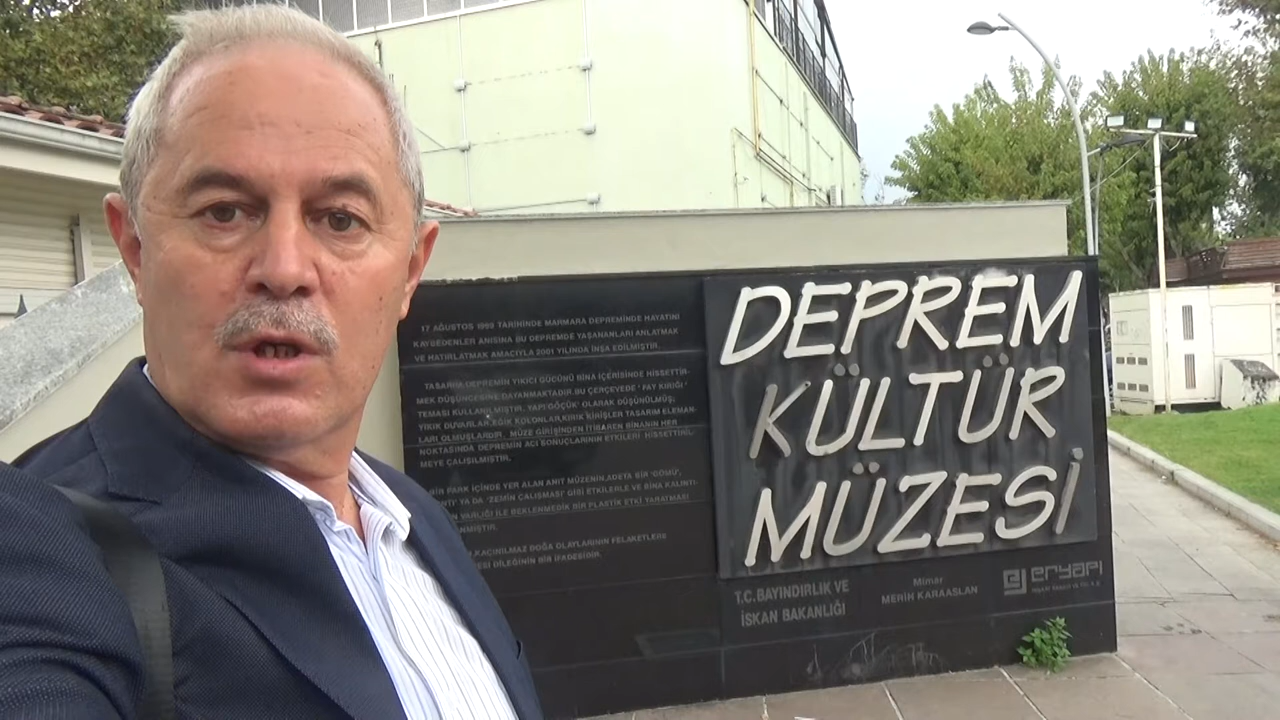 17 AĞUSTOS 1999 TARİHİNDE MARMARA DEPREMİNDE HAYATINI
KAYBEDENLER ANISINA BU DEPREMDE YAŞANANLARI ANLATMAK
VE HATIRLATMAK AMACIYLA 2001 YILINDA İNŞA EDİLMİŞTİR.
TASARIM DEPREMİN YIKICI GÜCÜNÜ BİNA İÇERİSİNDE HİSSETTİR-
MEK DÜŞÜNCESİNE DAYANMAKTADIR.BU ÇERÇEVEDE ' FAY KIRIĞI'
TEMASI KULLANILMIŞTIR. YAPI'GÖÇÜK' OLARAK DÜŞÜNÜLMÜŞ;
YIKIK DUVARLAR,EĞİK KOLONLAR,KIRIK KİRİŞLER TASARIM ELEMAN-
LARI OLMUŞLARDIR. MÜZE GİRİŞİNDEN İTİBAREN BİNANIN HER
NOKTASINDA DEPREMİN ACI SONUÇLARININ ETKİLERİ HİSSETTİRİL-
MEYE ÇALIŞILMIŞTIR.
BİR PARK İÇİNDE YER ALAN ANIT MÜZENİN,ADETA BİR 'GÖMÜ',
YA DA 'ZEMİN ÇALIŞMASI' GİBİ ETKİLERLE VE BİNA KALINTI-
VARLIĞI İLE BEKLENMEDİK BİR PLASTİK ETKİ YARATMASI
KAÇINILMAZ DOĞA OLAYLARININ FELAKETLERE
DİLEĞİNİN BİR İFADESİDİR.
DEPREM
KÜLTÜR
MÜZESİ
T.C. BAYINDIRLIK VE
İSKAN BAKANLIĞI
Mimar
MERİH KARAASLAN
eryapı